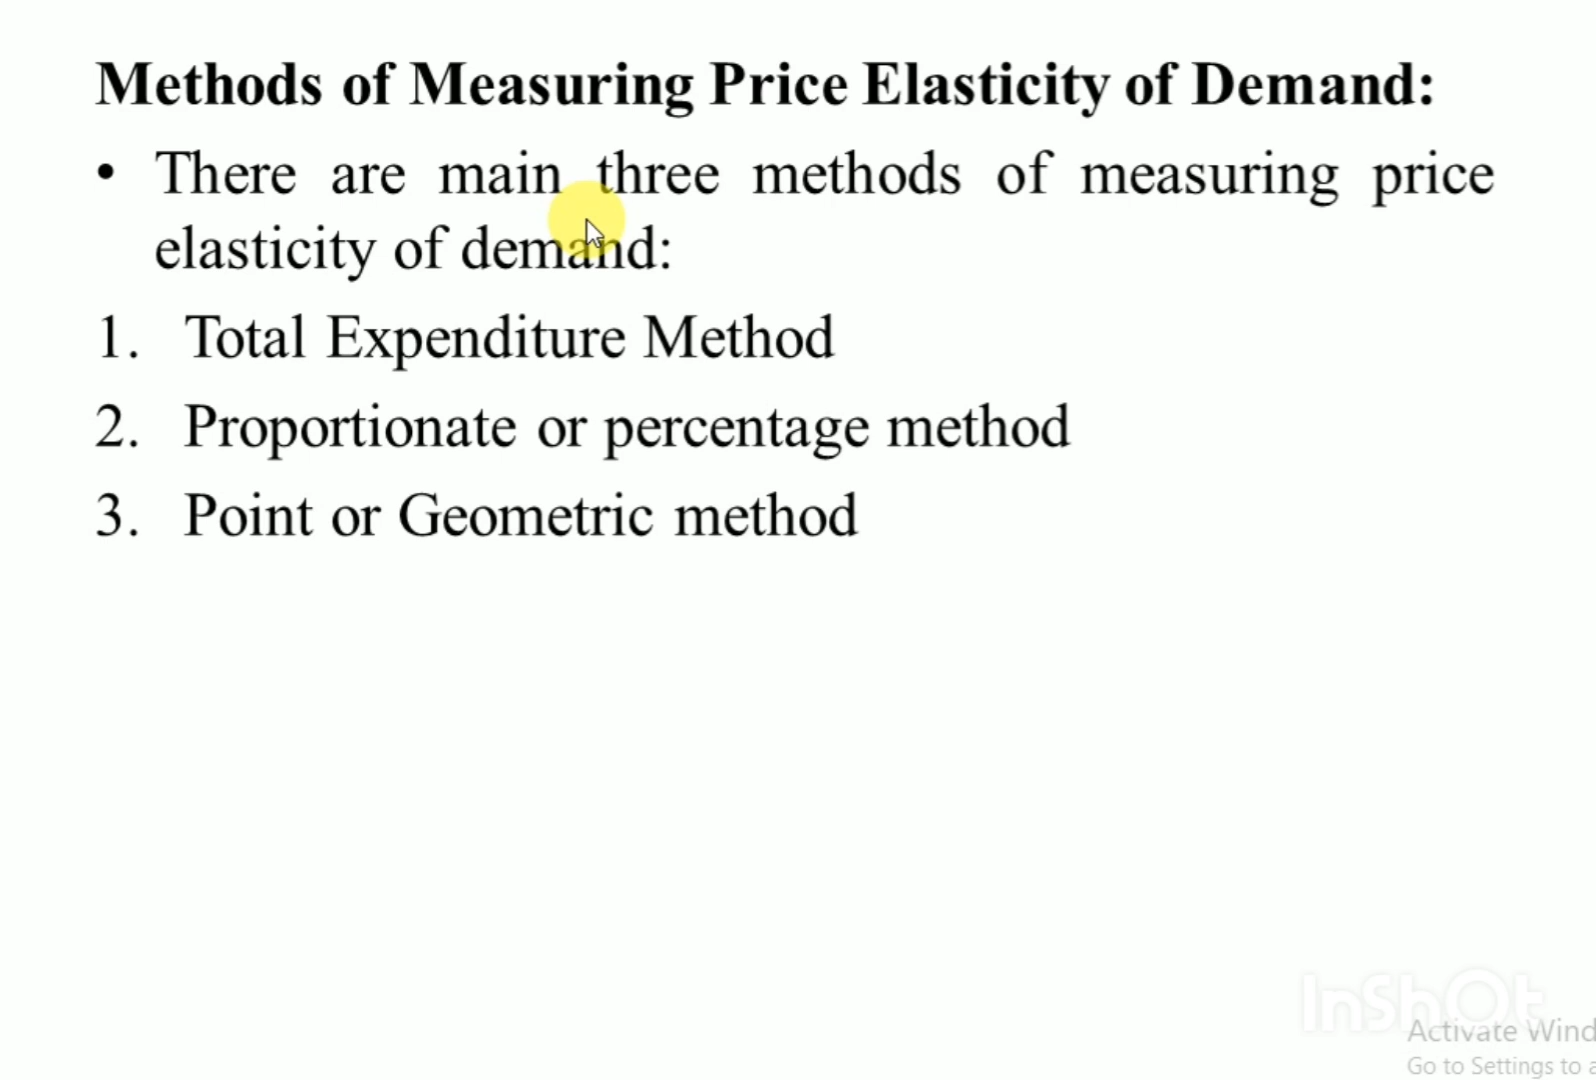 Methods of Measuring Price Elasticity of Demand:
• There are main three methods of measuring price
elasticity of demand:
1. Total Expenditure Method
2. Proportionate or percentage method
3. Point or Geometric method
InShOt
Activate Wind
Go to Settings to a